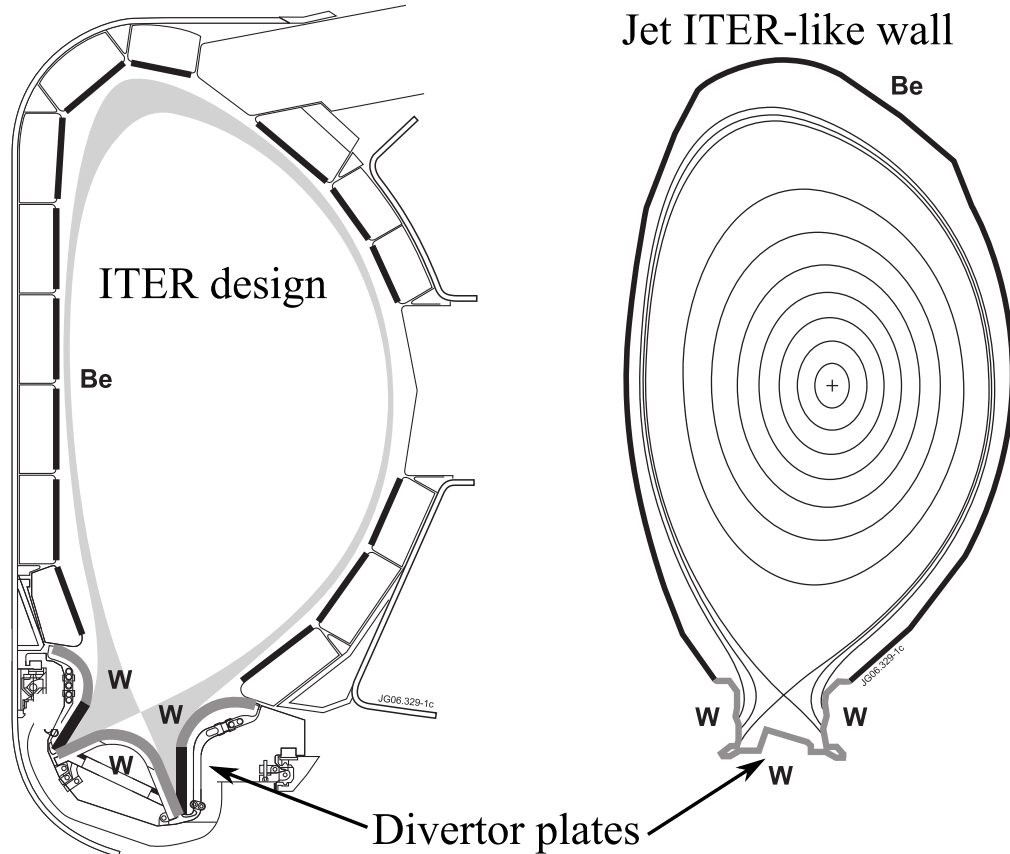 Jet ITER-like wall
Be
ITER design
Be
W
W
W
JG06.329-1c
JG06.329-1c
W
W
W
Divertor plates